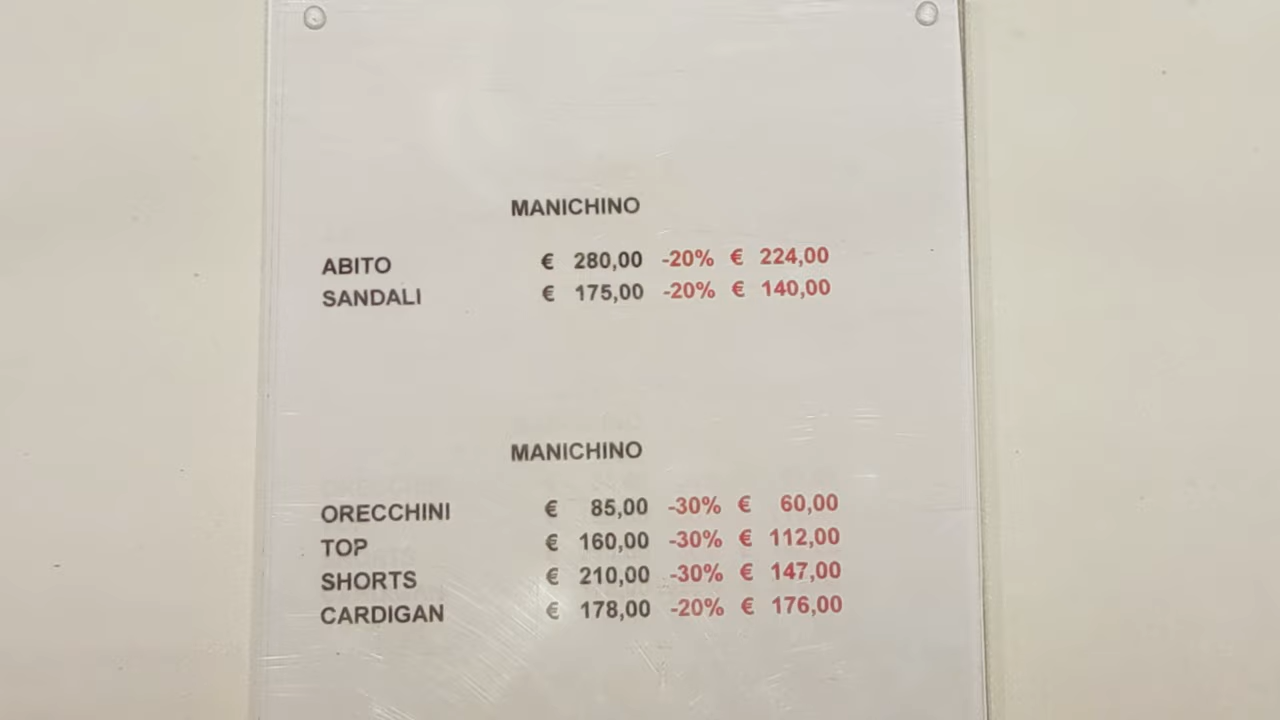 MANICHINO
ABITO € 280,00 -20% € 224,00
SANDALI € 175,00 -20% € 140,00
MANICHINO
ORECCHINI € 85,00 -30% € 60,00
TOP € 160,00 -30% € 112,00
SHORTS € 210,00 -30% € 147,00
CARDIGAN € 178,00 -20% € 176,00